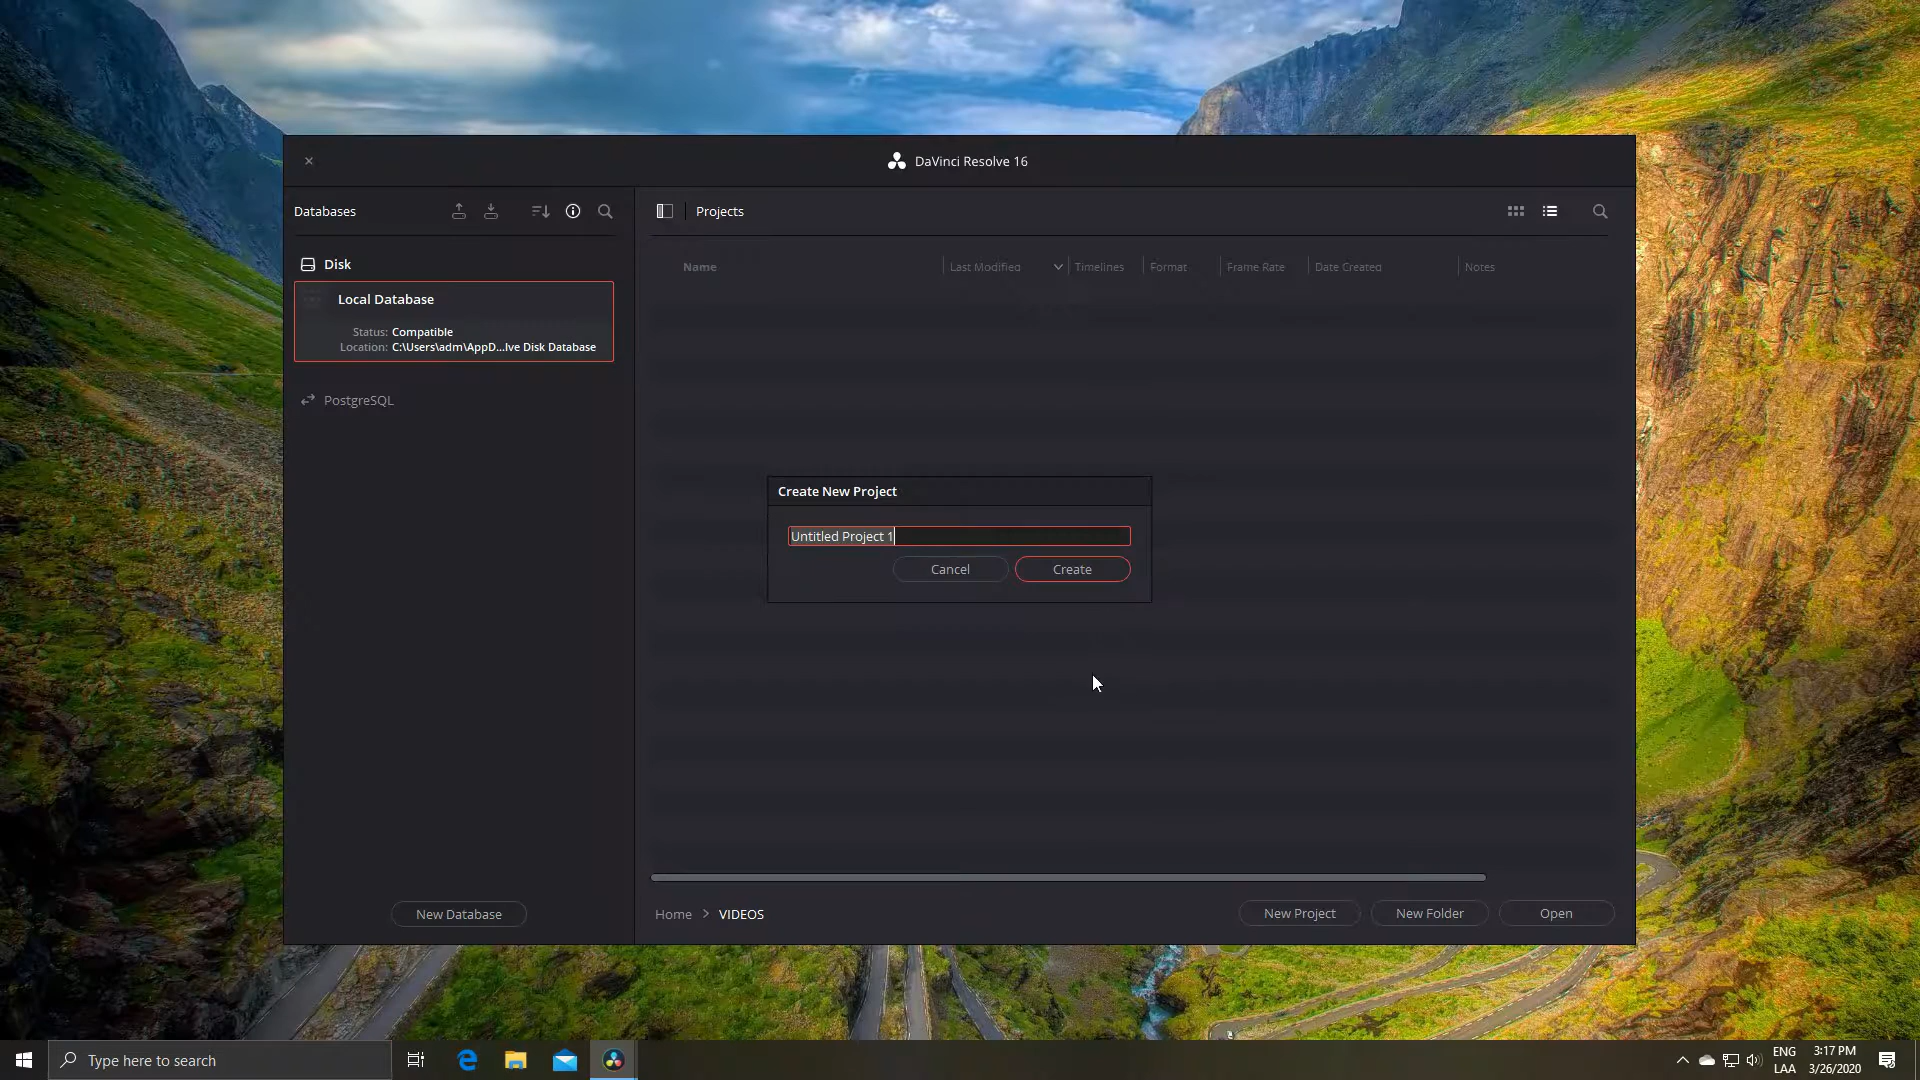 DaVinci Resolve 16
Databases
Projects
Name
Last Modified
Timelines
Format
Frame Rate
Date Created
Notes
Disk
Local Database
Status: Compatible
Location: C:\Users\adm\AppD...lve Disk Database
PostgreSQL
Create New Project
Untitled Project 1
Cancel
Create
New Database
Home > VIDEOS
New Project
New Folder
Open
Type here to search
ENG
LAA
3:17 PM
3/26/2020